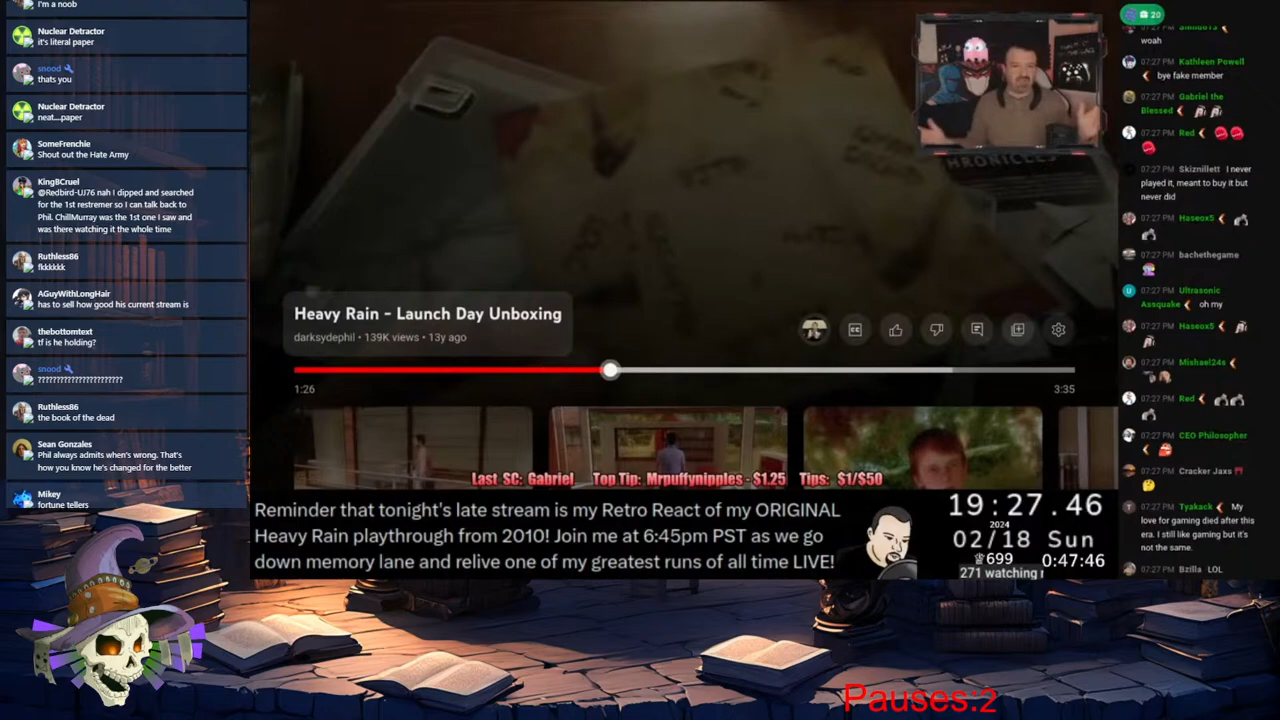 I'm a noob
Nuclear Detractor
it's literal paper
snood
thats you
Nuclear Detractor
neat...paper
SomeFrenchie
Shout out the Hate Army
KingBCruel
@Redbird-UJ76 nah I dipped and searched
for the 1st restremer so I can talk back to
Phil. ChillMurray was the 1st one I saw and
was there watching it the whole time
Ruthless86
fkkkkkk
AGuyWithLongHair
has to sell how good his current stream is
thebottomtext
tf is he holding?
snood
??????????????????????
Ruthless86
the book of the dead
Sean Gonzales
Phil always admits when's wrong. That's
how you know he's changed for the better
Mikey
fortune tellers
HRONICLES
Heavy Rain - Launch Day Unboxing
darksydephil • 139K views • 13y ago
CC
1:26
3:35
Last SC: Gabriel Top Tip: Mrpuffynipples - $1.25 Tips: $1/$50
Reminder that tonight's late stream is my Retro React of my ORIGINAL
Heavy Rain playthrough from 2010! Join me at 6:45pm PST as we go
down memory lane and relive one of my greatest runs of all time LIVE!
19:27.46
2024
02/18 Sun
699
0:47:46
271 watching
20
woah
07:27 PM Kathleen Powell
bye fake member
07:27 PM Gabriel the
Blessed
07:27 PM Red
07:27 PM Skiznillett I never
played it, meant to buy it but
never did
07:27 PM Haseox5
07:27 PM bachethegame
07:27 PM Ultrasonic
Assquake oh my
07:27 PM Haseox5
07:27 PM Mishael24s
07:27 PM Red
07:27 PM CEO Philosopher
07:27 PM Cracker Jaxs
07:27 PM Tyakack My
love for gaming died after this
era. I still like gaming but it's
not the same.
07:27 PM Bzilla LOL
Pauses:2